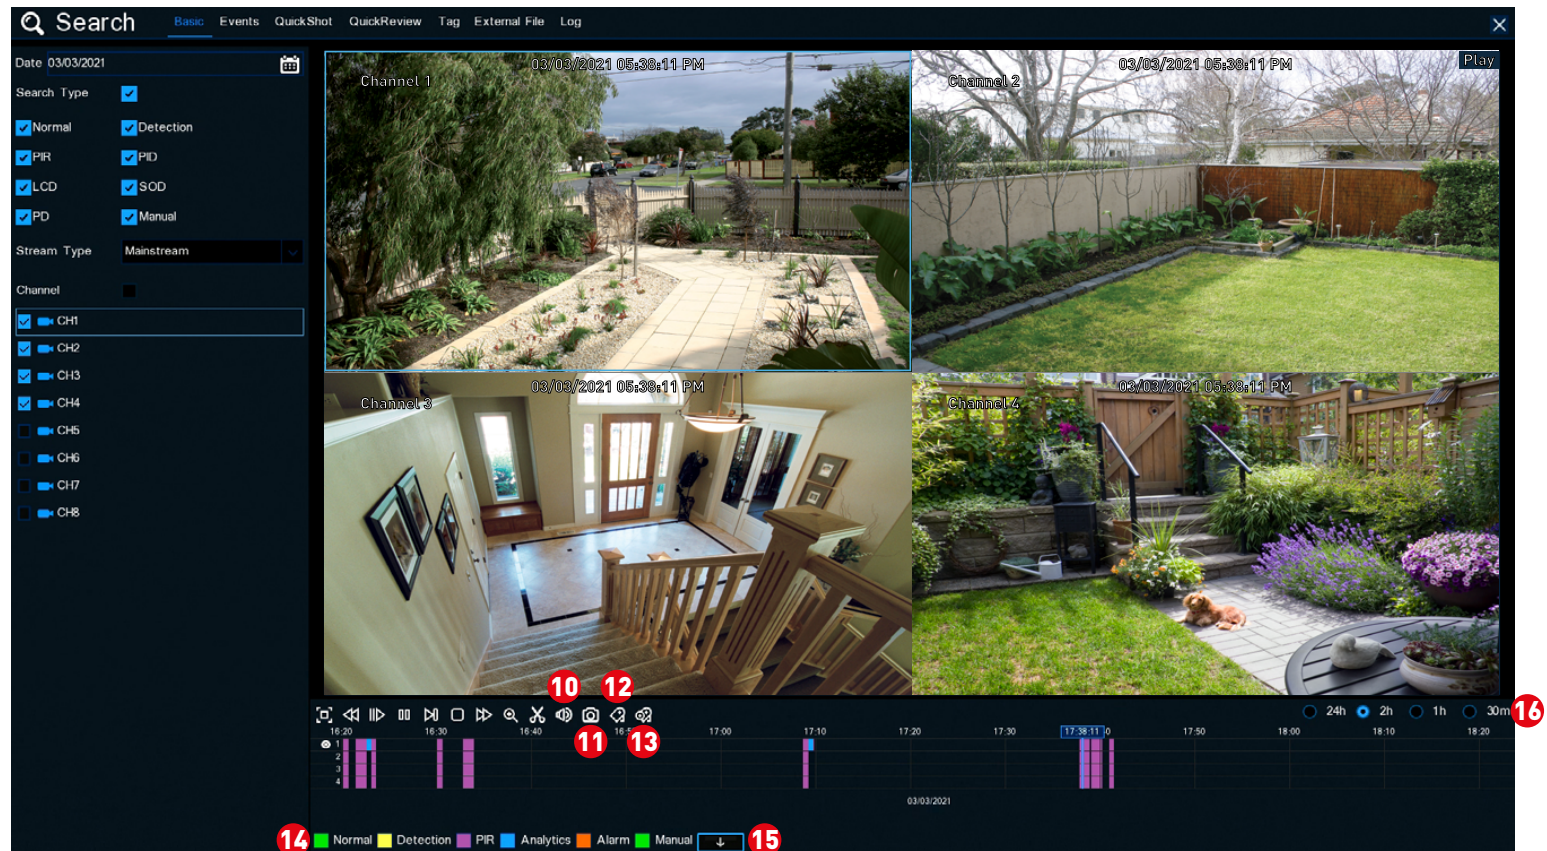 Search Basic Events QuickShot QuickReview Tag External File Log
Date 03/03/2021
Search Type
Normal Detection
PIR PID
LCD SOD
PD Manual
Stream Type Mainstream
Channel
CH1
CH2
CH3
CH4
CH5
CH6
CH7
CH8
03/03/2021 05:38:11 PM
Channel 1
03/03/2021 05:38:11 PM
Channel 2
Play
03/03/2021 05:38:11 PM
Channel 3
03/03/2021 05:38:11 PM
Channel 4
10 12
11 13
24h 2h 1h 30m 16
16:20 16:30 16:40 17:00 17:10 17:20 17:30 17:38:11 17:50 18:00 18:10 18:20
1
2
3
4
03/03/2021
14 Normal Detection PIR Analytics Alarm Manual 15